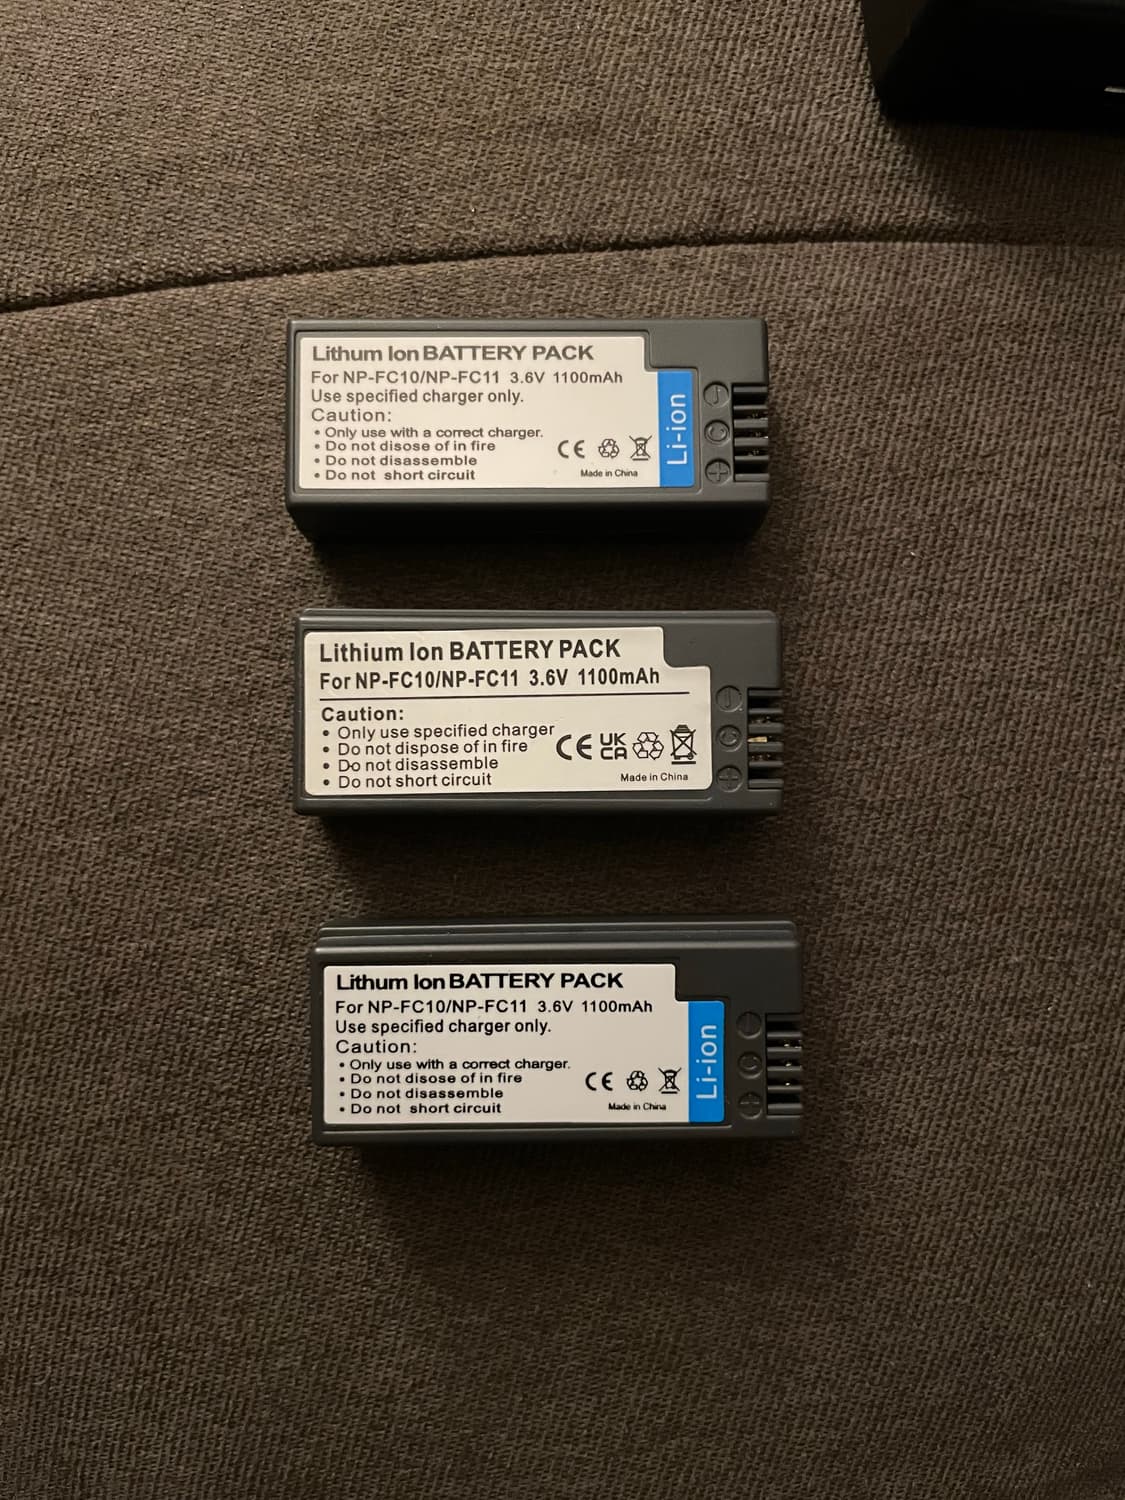 Lithum Ion BATTERY PACK
For NP-FC10/NP-FC11 3.6V 1100mAh
Use specified charger only.
Caution:
• Only use with a correct charger.
• Do not disose of in fire
• Do not disassemble
• Do not short circuit
CE
Made in China
Li-ion
− C +
Lithium Ion BATTERY PACK
For NP-FC10/NP-FC11 3.6V 1100mAh
Caution:
• Only use specified charger
• Do not dispose of in fire
• Do not disassemble
• Do not short circuit
CE UK
CA
Made in China
− C +
Lithum Ion BATTERY PACK
For NP-FC10/NP-FC11 3.6V 1100mAh
Use specified charger only.
Caution:
• Only use with a correct charger.
• Do not disose of in fire
• Do not disassemble
• Do not short circuit
CE
Made in China
Li-ion
− C +